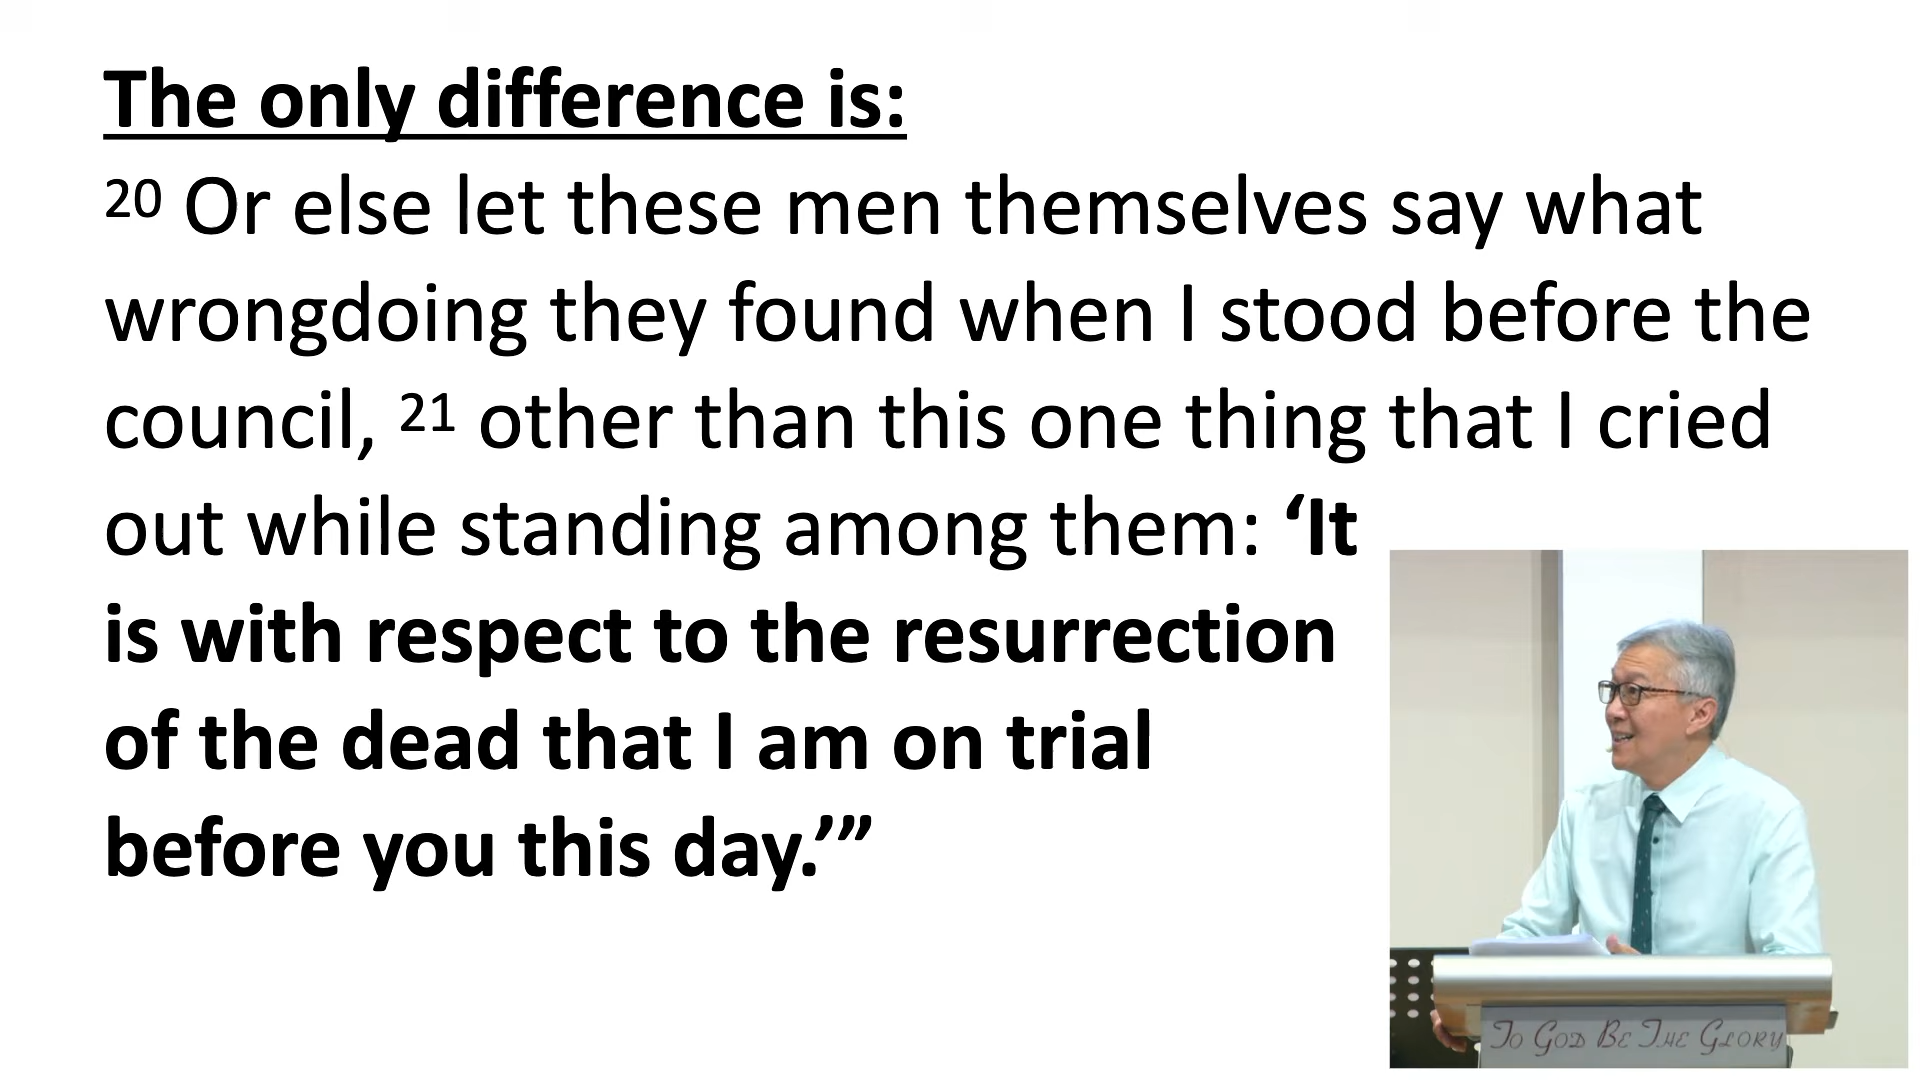 The only difference is:
20 Or else let these men themselves say what
wrongdoing they found when I stood before the
council, 21 other than this one thing that I cried
out while standing among them: ‘It
is with respect to the resurrection
of the dead that I am on trial
before you this day.’”
TO GOD BE THE GLORY